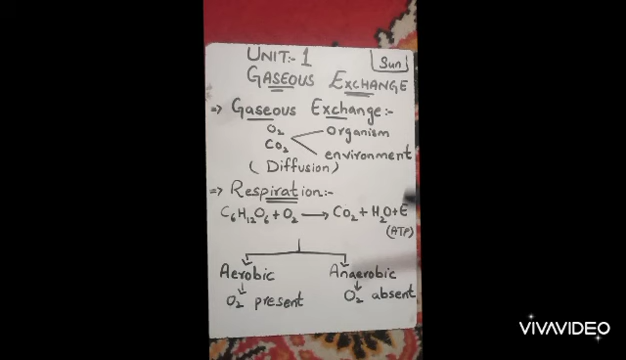 UNIT:- 1
Sun
GASEOUS EXCHANGE
=> Gaseous Exchange:-
O₂ Organism
CO₂ environment
( Diffusion)
=> Respiration:-
C₆H₁₂O₆ + O₂ → CO₂ + H₂O + E
(ATP)
Aerobic Anaerobic
O₂ present O₂ absent
VIVAVIDEO